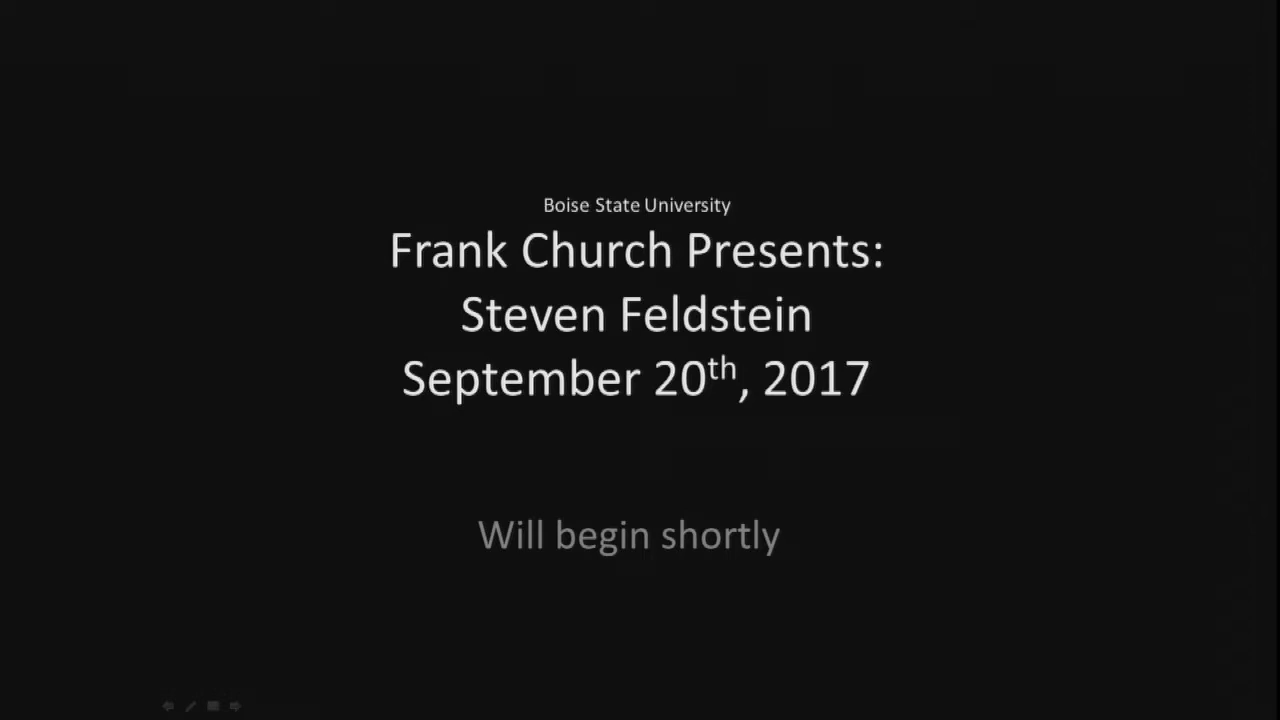 Boise State University
Frank Church Presents:
Steven Feldstein
September 20th, 2017
Will begin shortly